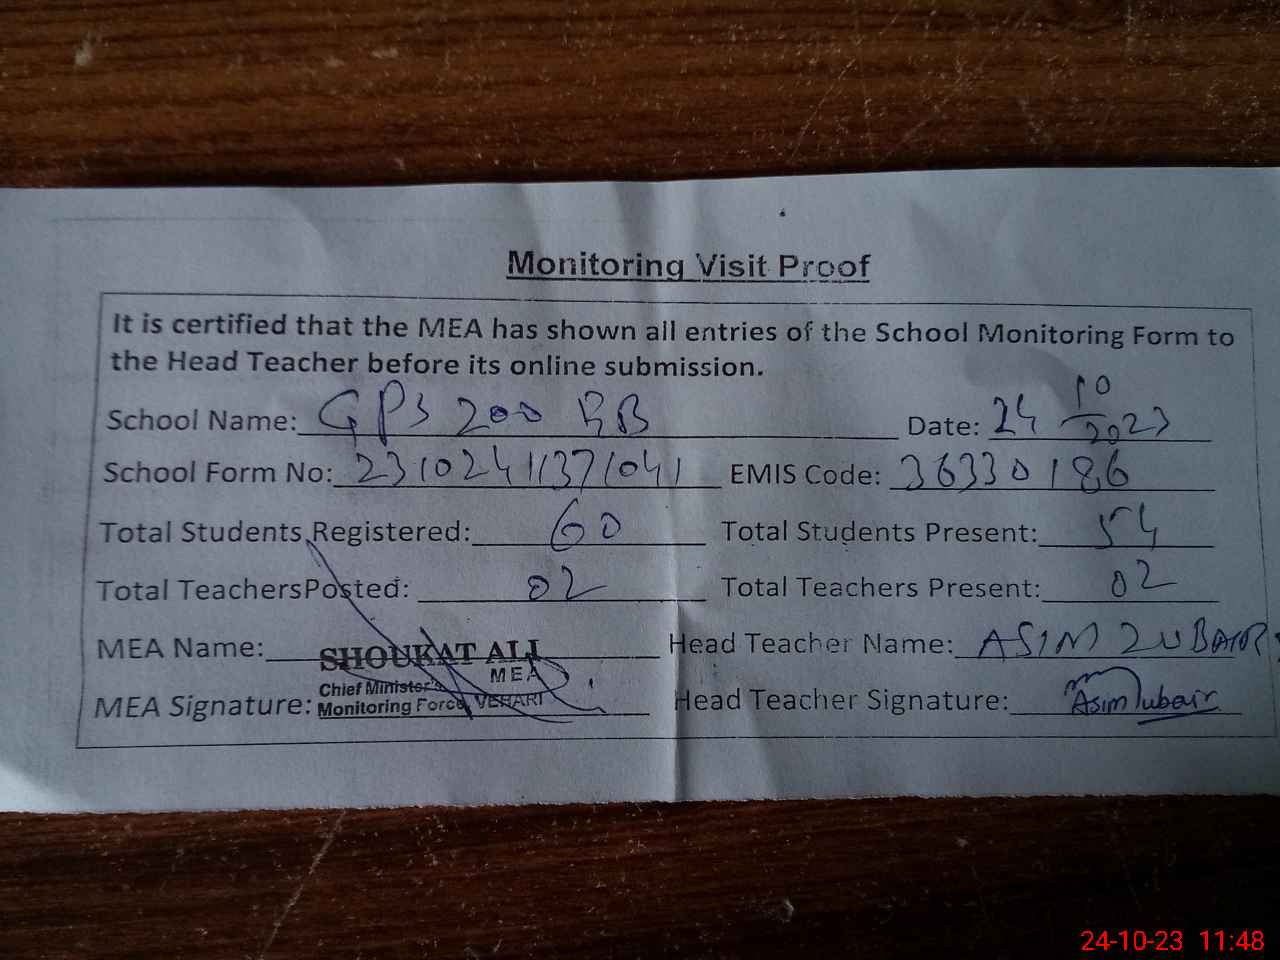 Monitoring Visit Proof
It is certified that the MEA has shown all entries of the School Monitoring Form to
the Head Teacher before its online submission.
School Name: GPS 200 EB Date: 24 10 2023
School Form No: 23102411371041 EMIS Code: 36330186
Total Students Registered: 60 Total Students Present: 54
Total TeachersPosted: 02 Total Teachers Present: 02
MEA Name: SHOUKAT ALI Head Teacher Name: ASIM ZUBAIR
MEA
MEA Signature: Chief Minister's Monitoring Force, VEHARI Head Teacher Signature: Asim Zubair
24-10-23 11:48